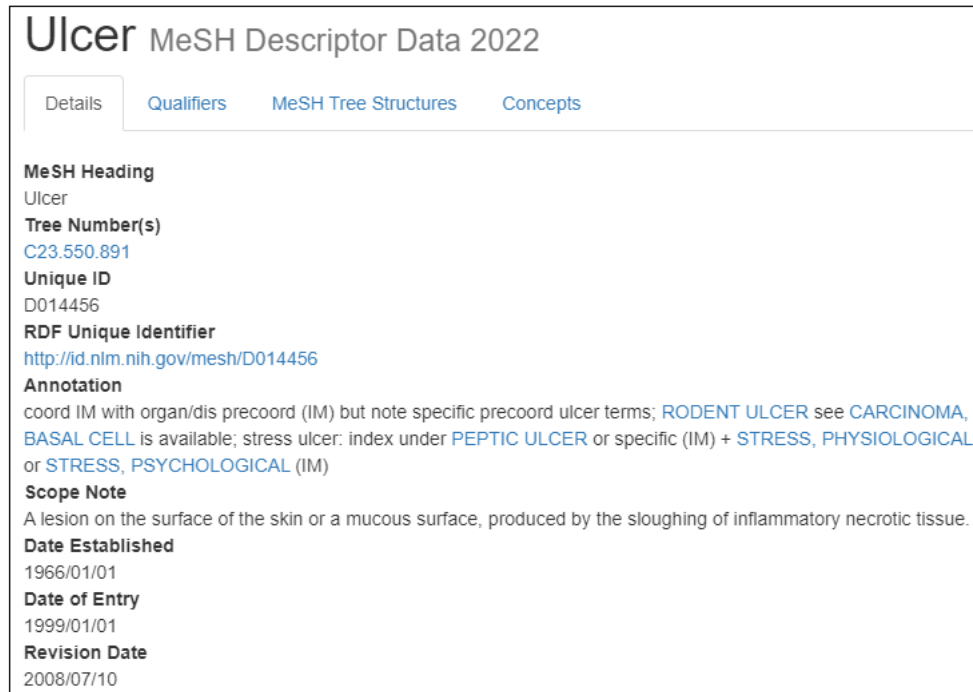 Ulcer MeSH Descriptor Data 2022
Details Qualifiers MeSH Tree Structures Concepts
MeSH Heading
Ulcer
Tree Number(s)
C23.550.891
Unique ID
D014456
RDF Unique Identifier
http://id.nlm.nih.gov/mesh/D014456
Annotation
coord IM with organ/dis precoord (IM) but note specific precoord ulcer terms; RODENT ULCER see CARCINOMA,
BASAL CELL is available; stress ulcer: index under PEPTIC ULCER or specific (IM) + STRESS, PHYSIOLOGICAL
or STRESS, PSYCHOLOGICAL (IM)
Scope Note
A lesion on the surface of the skin or a mucous surface, produced by the sloughing of inflammatory necrotic tissue.
Date Established
1966/01/01
Date of Entry
1999/01/01
Revision Date
2008/07/10